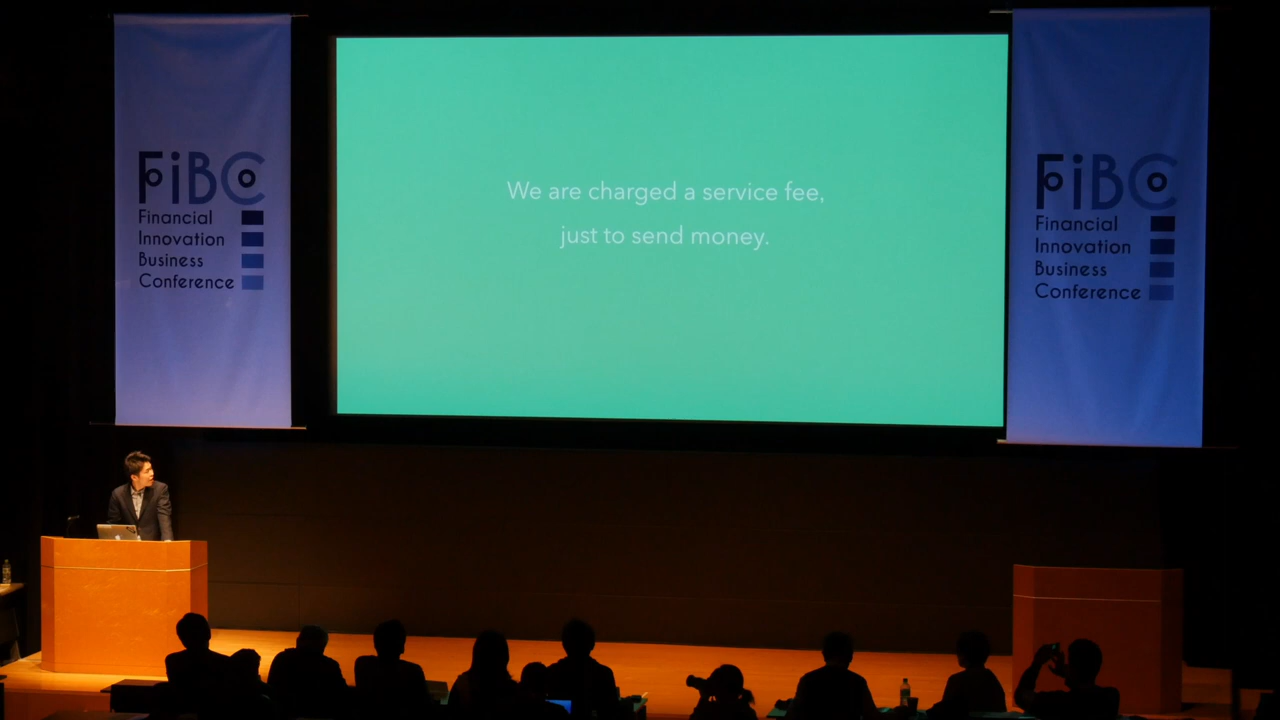 FiBC
Financial
Innovation
Business
Conference
We are charged a service fee,
just to send money.
FiBC
Financial
Innovation
Business
Conference